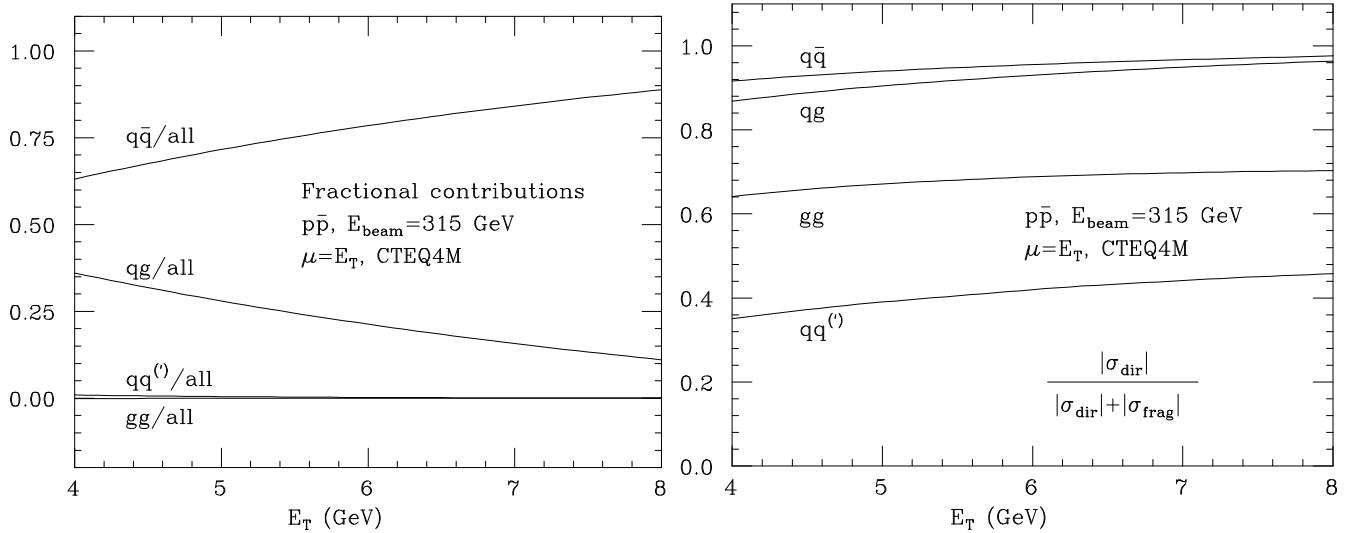 1.00
0.75
0.50
0.25
0.00
qq̄/all
Fractional contributions
pp̄, E_beam=315 GeV
μ=E_T, CTEQ4M
qg/all
qq^(′)/all
gg/all
4 5 6 7 8
E_T (GeV)
1.0
0.8
0.6
0.4
0.2
0.0
qq̄
qg
gg
pp̄, E_beam=315 GeV
μ=E_T, CTEQ4M
qq^(′)
|σ_dir|
|σ_dir|+|σ_frag|
4 5 6 7 8
E_T (GeV)